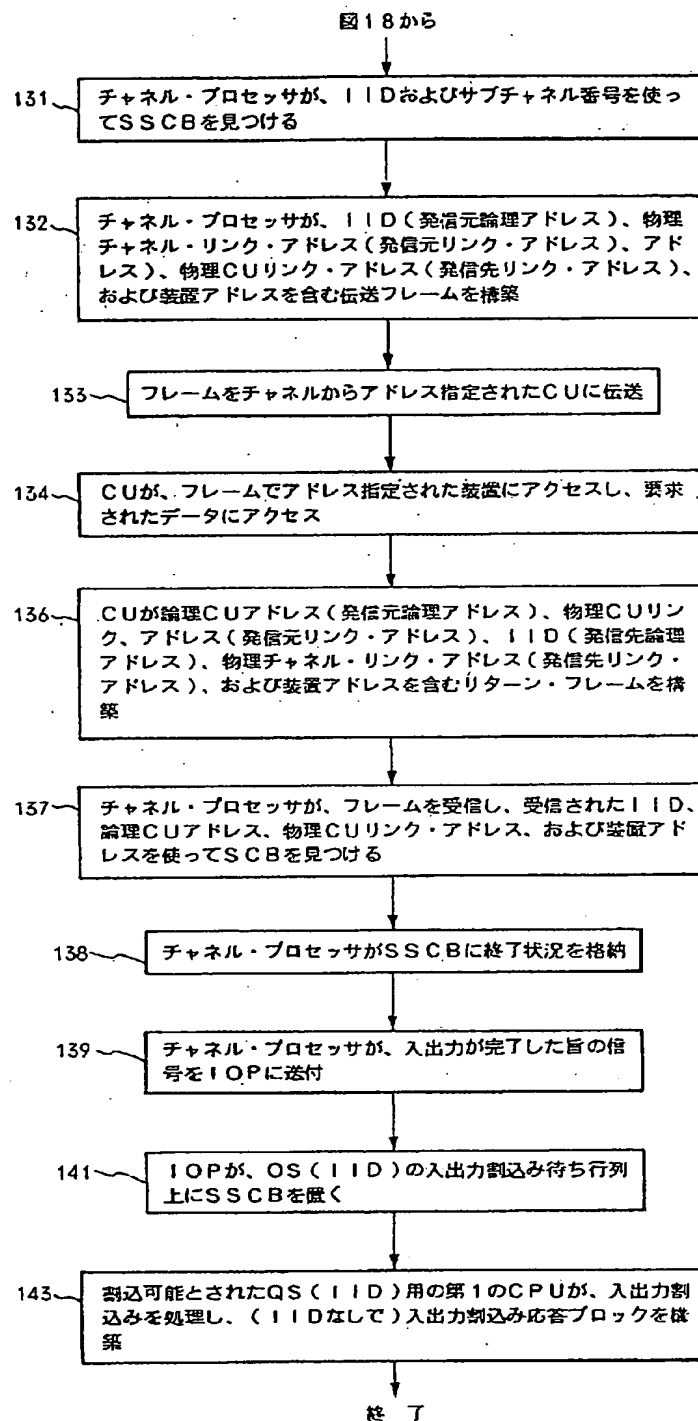 図18から
131
チャネル・プロセッサが、IIDおよびサブチャネル番号を使っ
てSSCBを見つける
132
チャネル・プロセッサが、IID(発信元論理アドレス)、物理
チャネル・リンク・アドレス(発信元リンク・アドレス)、アド
レス)、物理CUリンク・アドレス(発信先リンク・アドレス)、
および装置アドレスを含む伝送フレームを構築
133
フレームをチャネルからアドレス指定されたCUに伝送
134
CUが、フレームでアドレス指定された装置にアクセスし、要求
されたデータにアクセス
136
CUが論理CUアドレス(発信元論理アドレス)、物理CUリン
ク、アドレス(発信元リンク・アドレス)、IID(発信先論理
アドレス)、物理チャネル・リンク・アドレス(発信先リンク・
アドレス)、および装置アドレスを含むリターン・フレームを構
築
137
チャネル・プロセッサが、フレームを受信し、受信されたIID、
論理CUアドレス、物理CUリンク・アドレス、および装置アド
レスを使ってSCBを見つける
138
チャネル・プロセッサがSSCBに終了状況を格納
139
チャネル・プロセッサが、入出力が完了した旨の信
号をIOPに送付
141
IOPが、OS(IID)の入出力割込み待ち行列
上にSSCBを置く
143
割込可能とされたOS(IID)用の第1のCPUが、入出力割
込みを処理し、(IIDなしで)入出力割込み応答ブロックを構
築
終 了